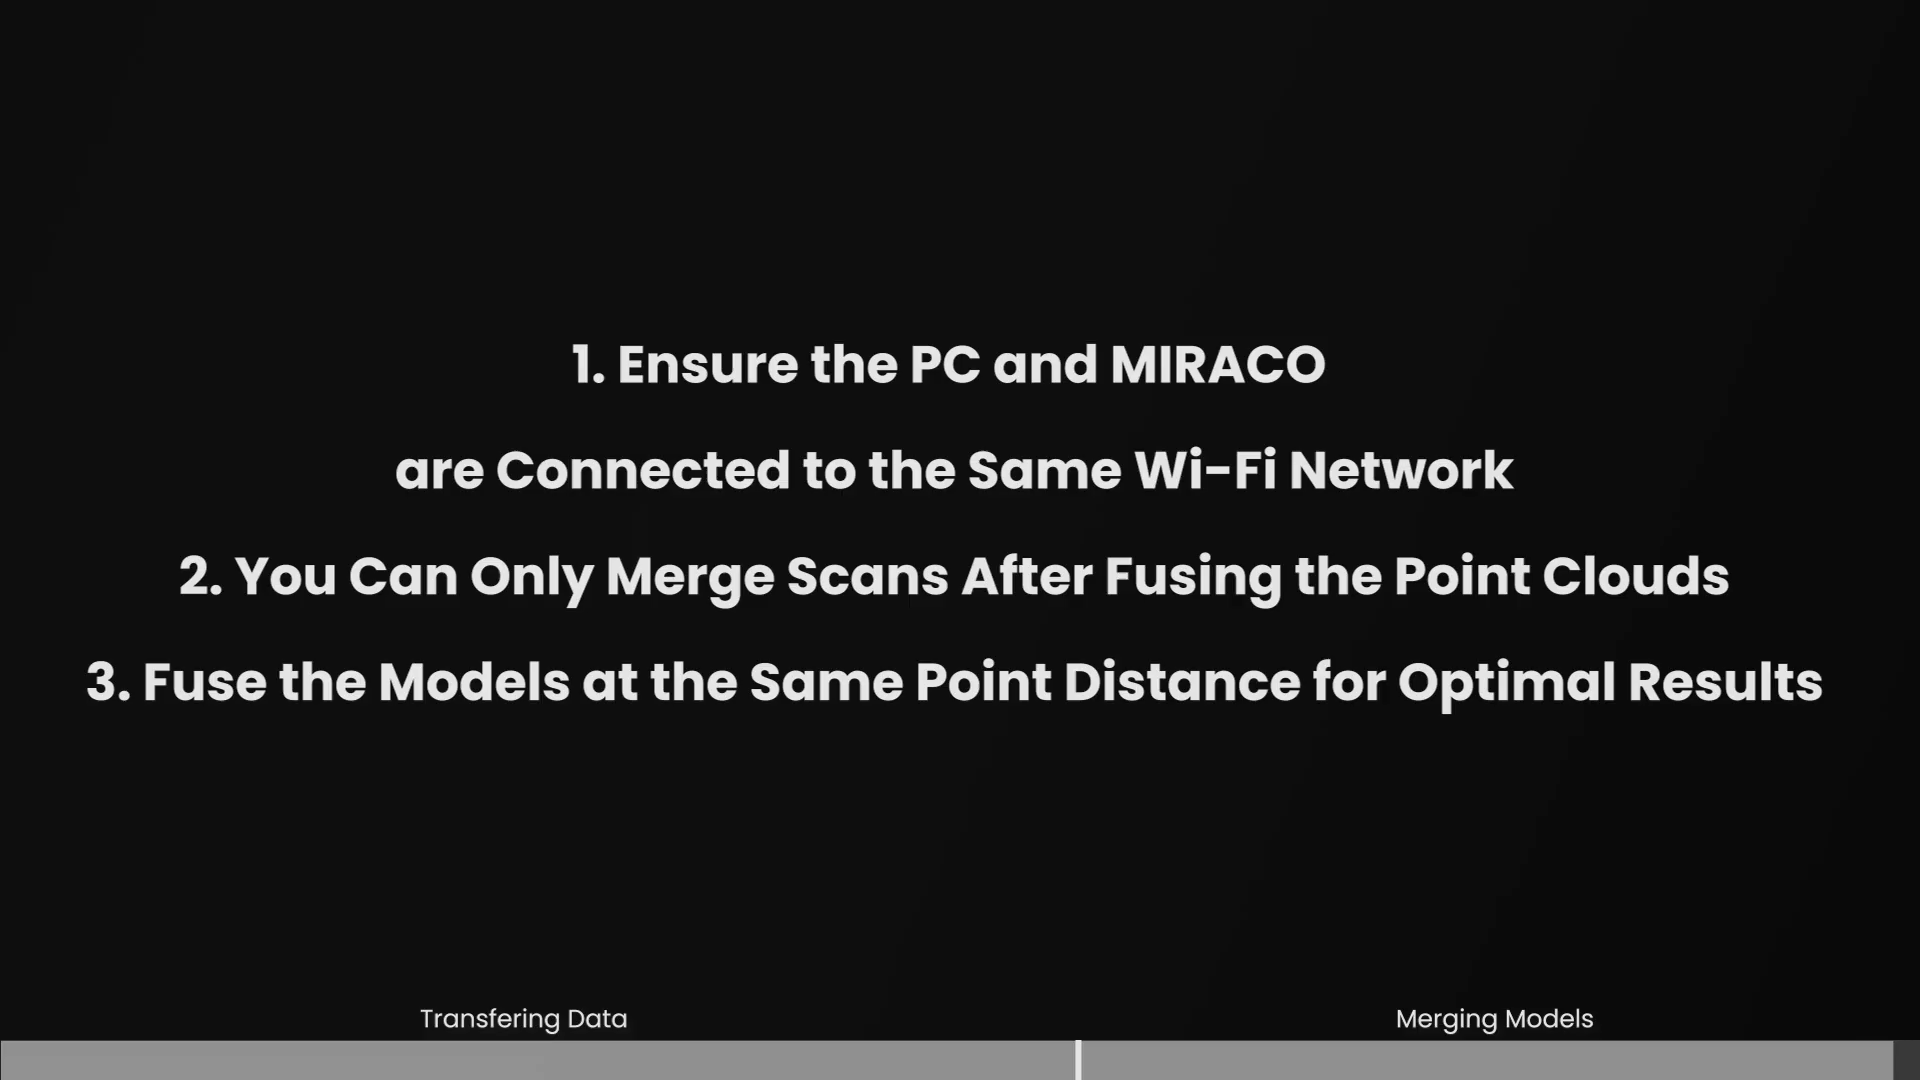 1. Ensure the PC and MIRACO
are Connected to the Same Wi-Fi Network
2. You Can Only Merge Scans After Fusing the Point Clouds
3. Fuse the Models at the Same Point Distance for Optimal Results
Transfering Data
Merging Models